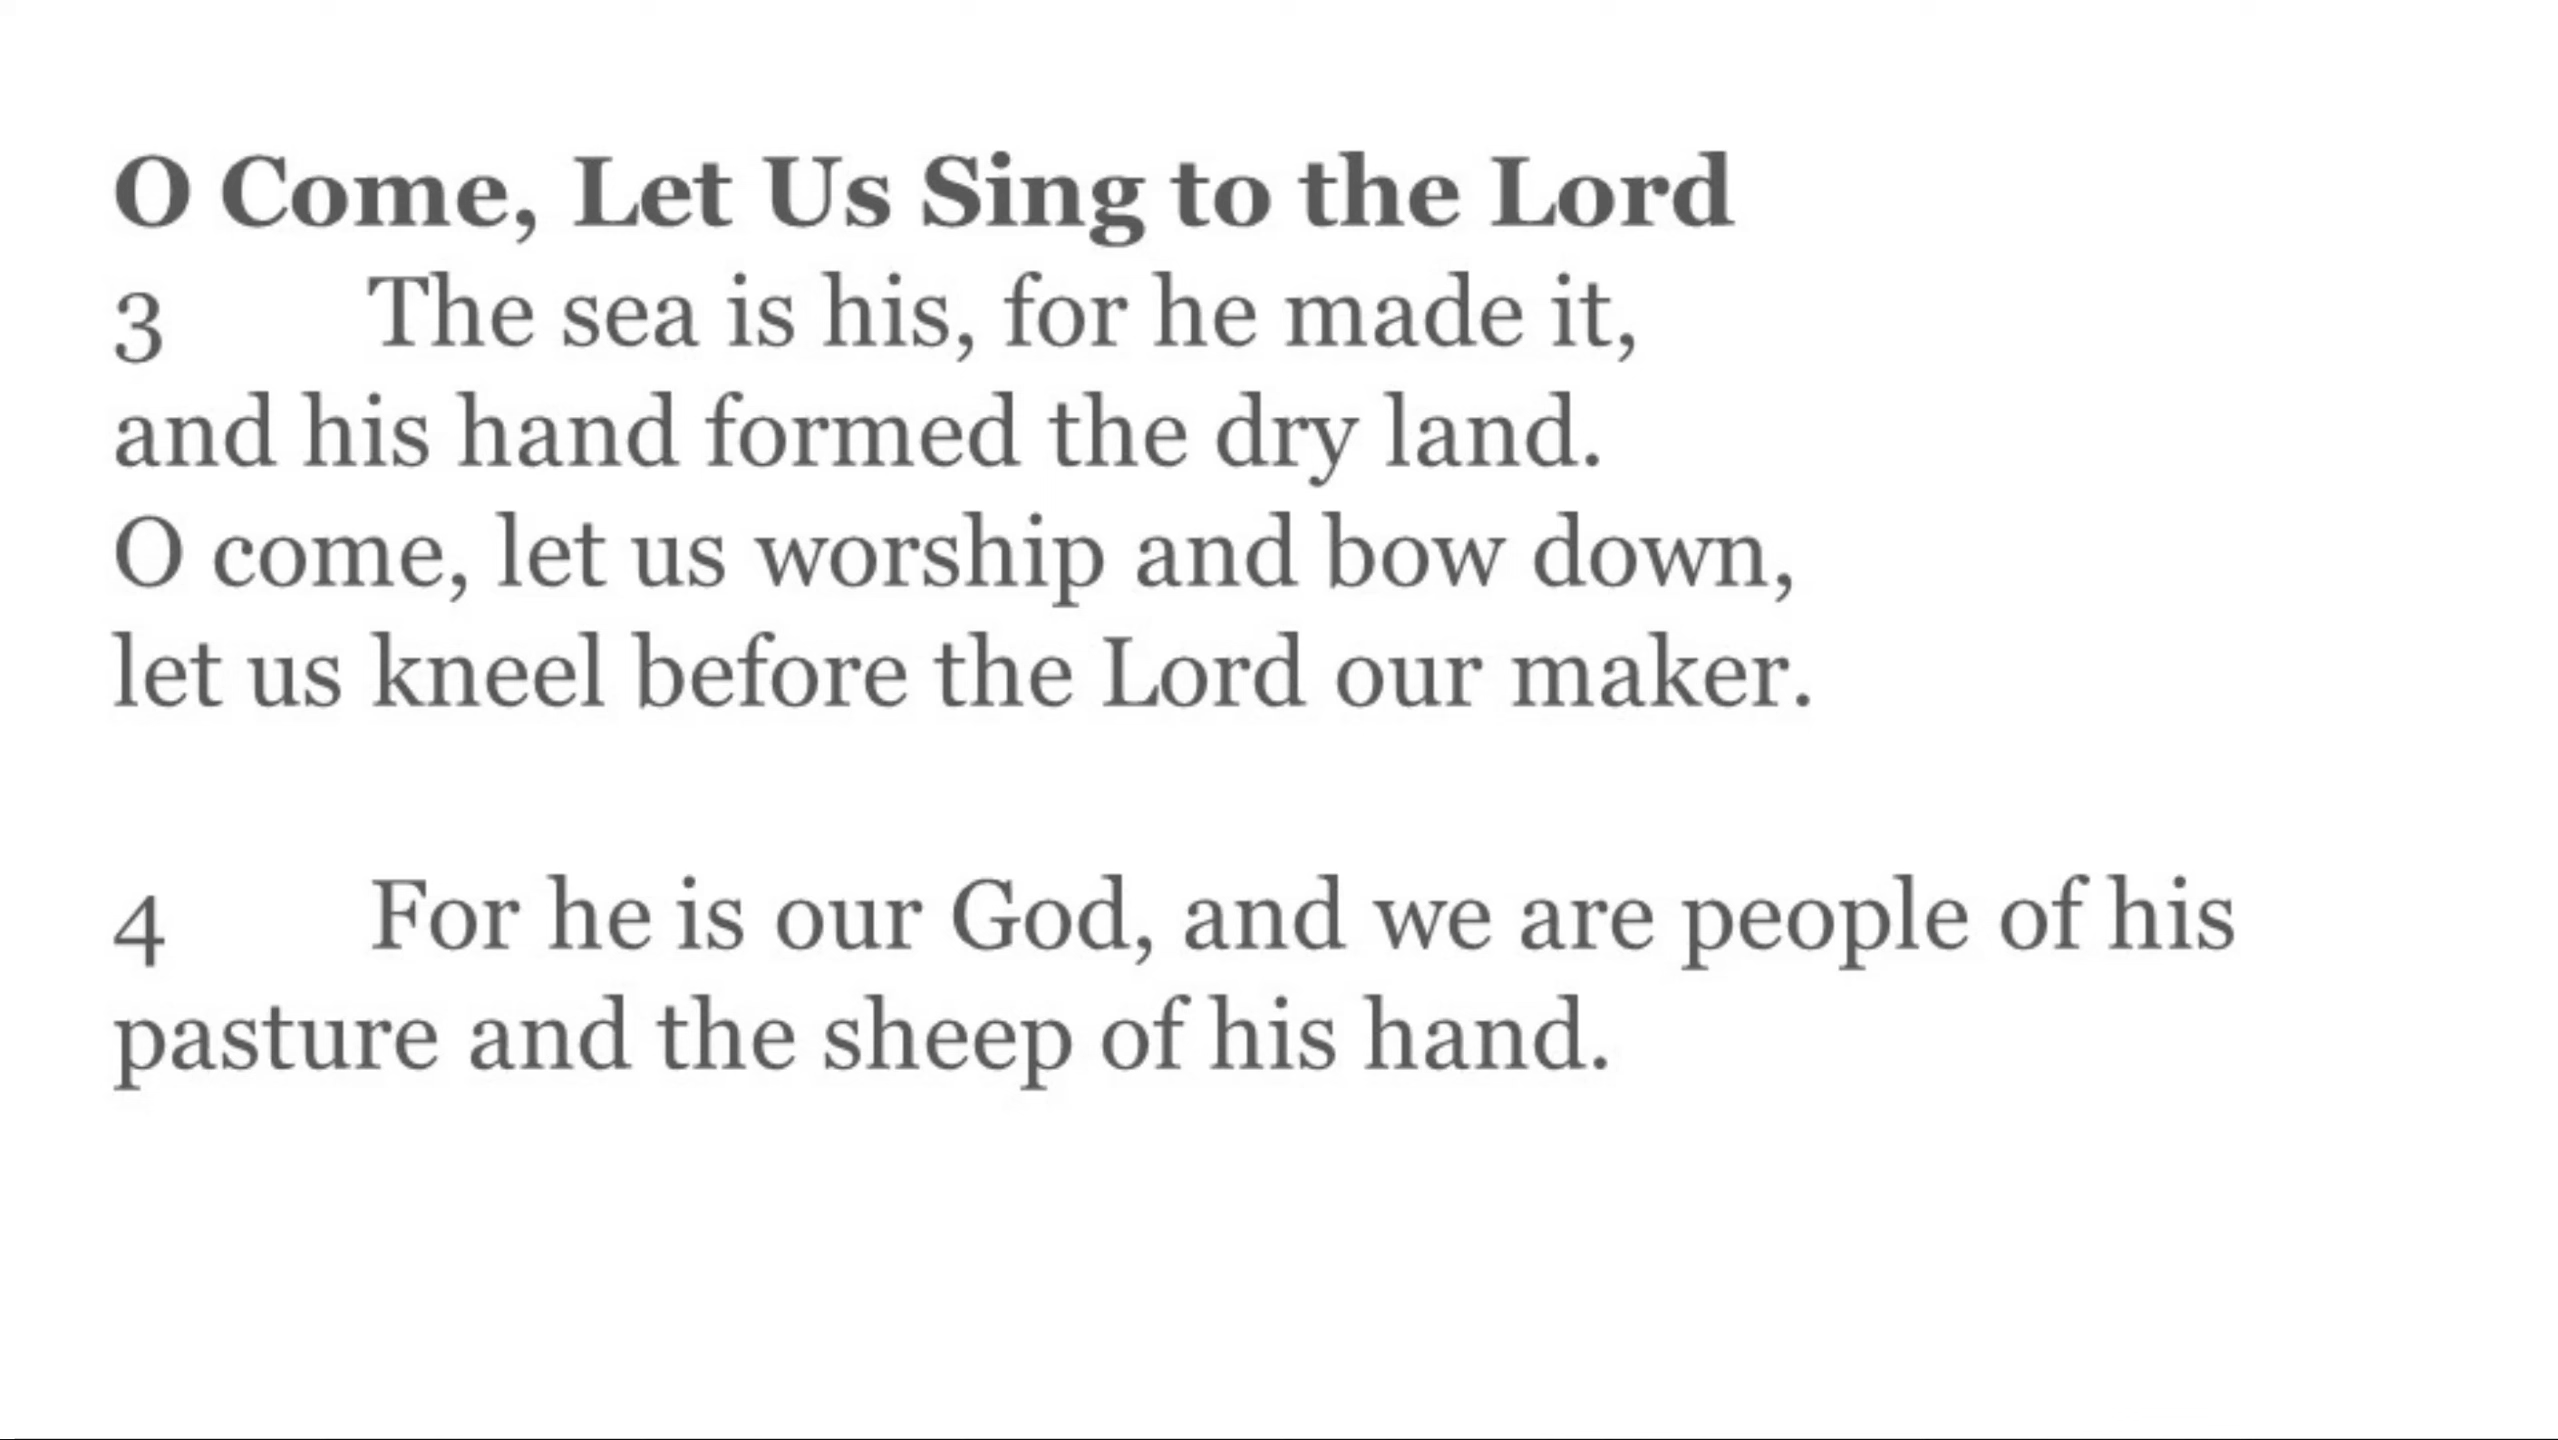 O Come, Let Us Sing to the Lord
3 The sea is his, for he made it,
and his hand formed the dry land.
O come, let us worship and bow down,
let us kneel before the Lord our maker.
4 For he is our God, and we are people of his
pasture and the sheep of his hand.